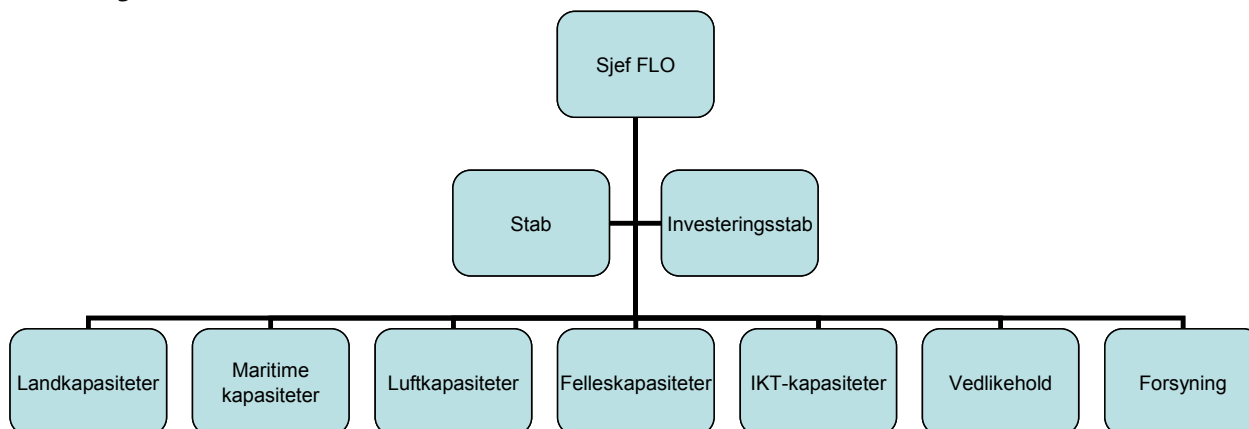 Sjef FLO
Stab
Investeringsstab
Landkapasiteter
Maritime
kapasiteter
Luftkapasiteter
Felleskapasiteter
IKT-kapasiteter
Vedlikehold
Forsyning